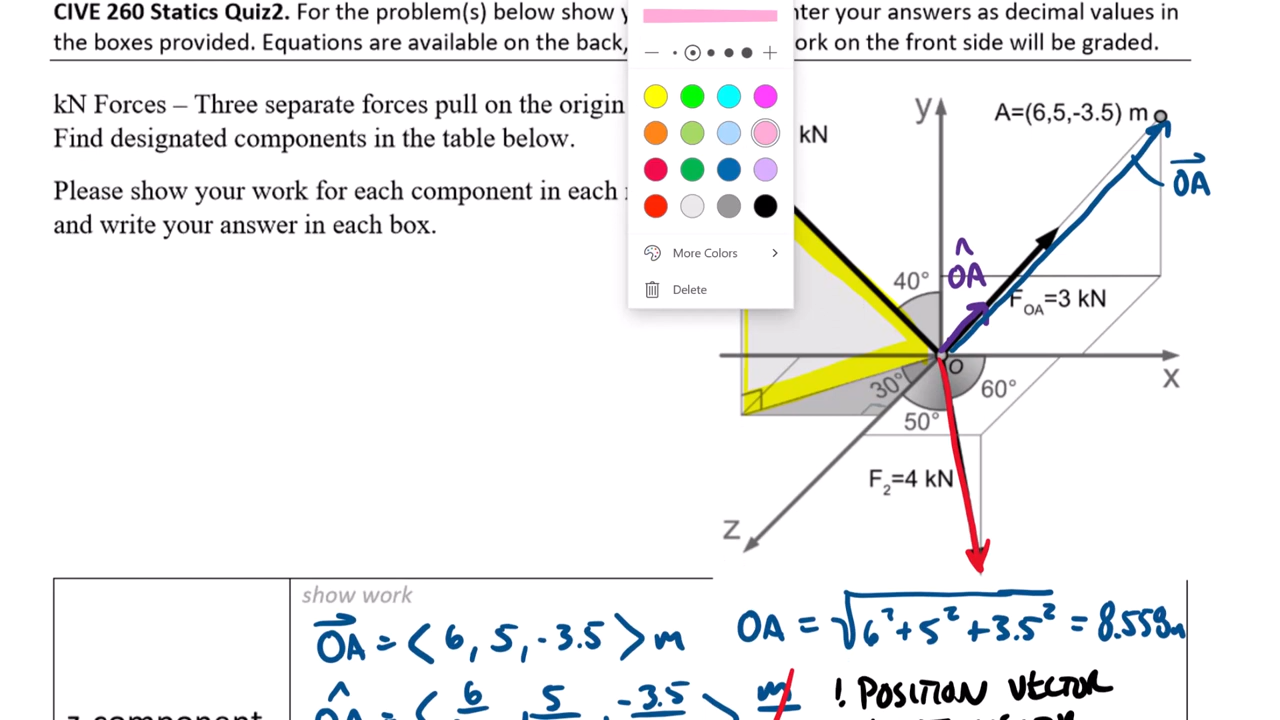 CIVE 260 Statics Quiz2. For the problem(s) below show y nter your answers as decimal values in
the boxes provided. Equations are available on the back, ork on the front side will be graded.
kN Forces – Three separate forces pull on the origin
Find designated components in the table below.
Please show your work for each component in each
and write your answer in each box.
More Colors
Delete
kN
y
A=(6,5,-3.5) m
OA
40°
OA
F_OA=3 kN
O
X
30°
60°
50°
F_2=4 kN
Z
show work
OA = < 6, 5, -3.5 > m OA = √6²+5²+3.5² = 8.558m
OA = < 6 , 5 , -3.5 > m
! POSITION VECTOR
z component